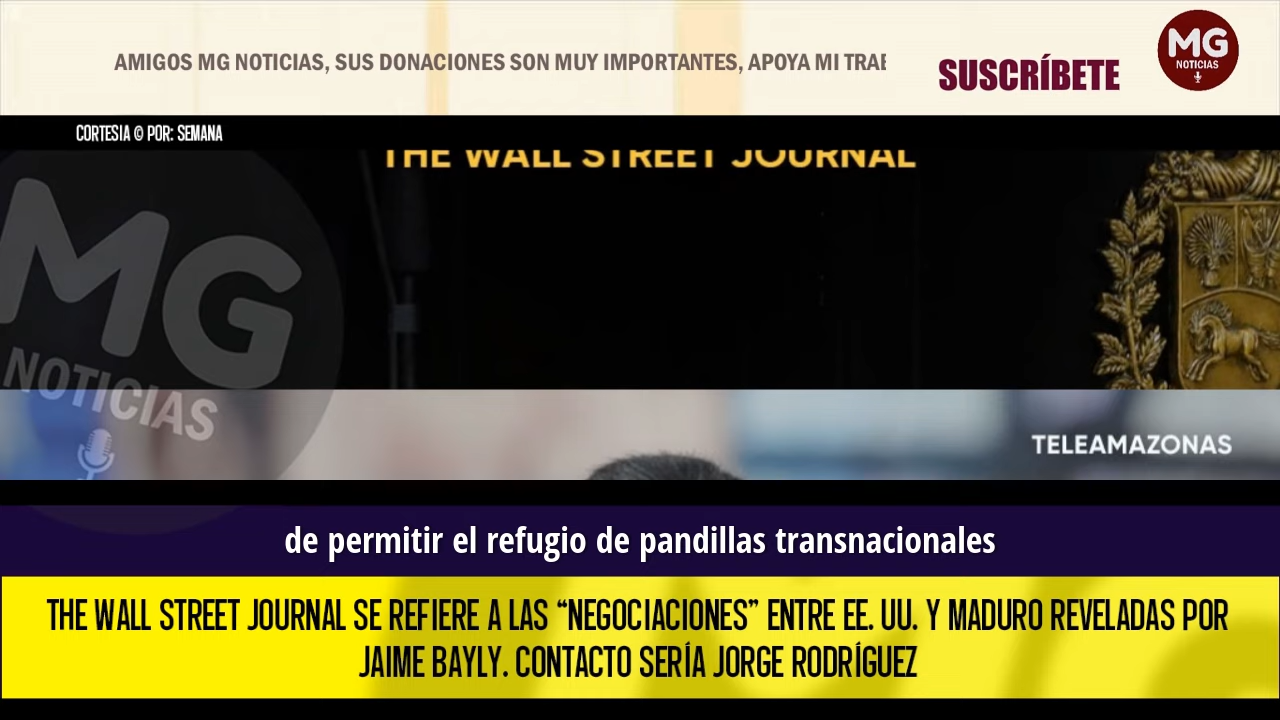 AMIGOS MG NOTICIAS, SUS DONACIONES SON MUY IMPORTANTES, APOYA MI
SUSCRÍBETE
MG
NOTICIAS
CORTESIA © POR: SEMANA
THE WALL STREET JOURNAL
MG
NOTICIAS
TELEAMAZONAS
de permitir el refugio de pandillas transnacionales
THE WALL STREET JOURNAL SE REFIERE A LAS “NEGOCIACIONES” ENTRE EE. UU. Y MADURO REVELADAS POR
JAIME BAYLY. CONTACTO SERÍA JORGE RODRÍGUEZ